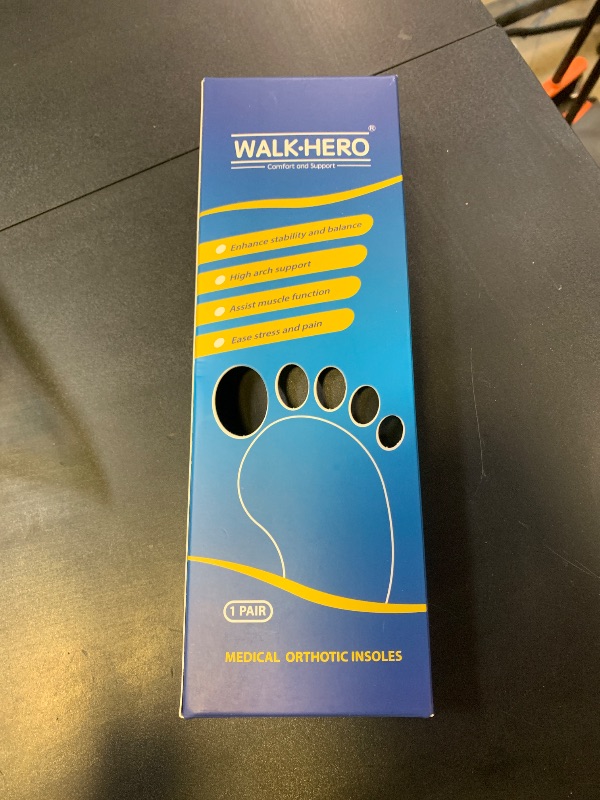 WALK•HERO®
Comfort and Support
Enhance stability and balance
High arch support
Assist muscle function
Ease stress and pain
1 PAIR
MEDICAL ORTHOTIC INSOLES